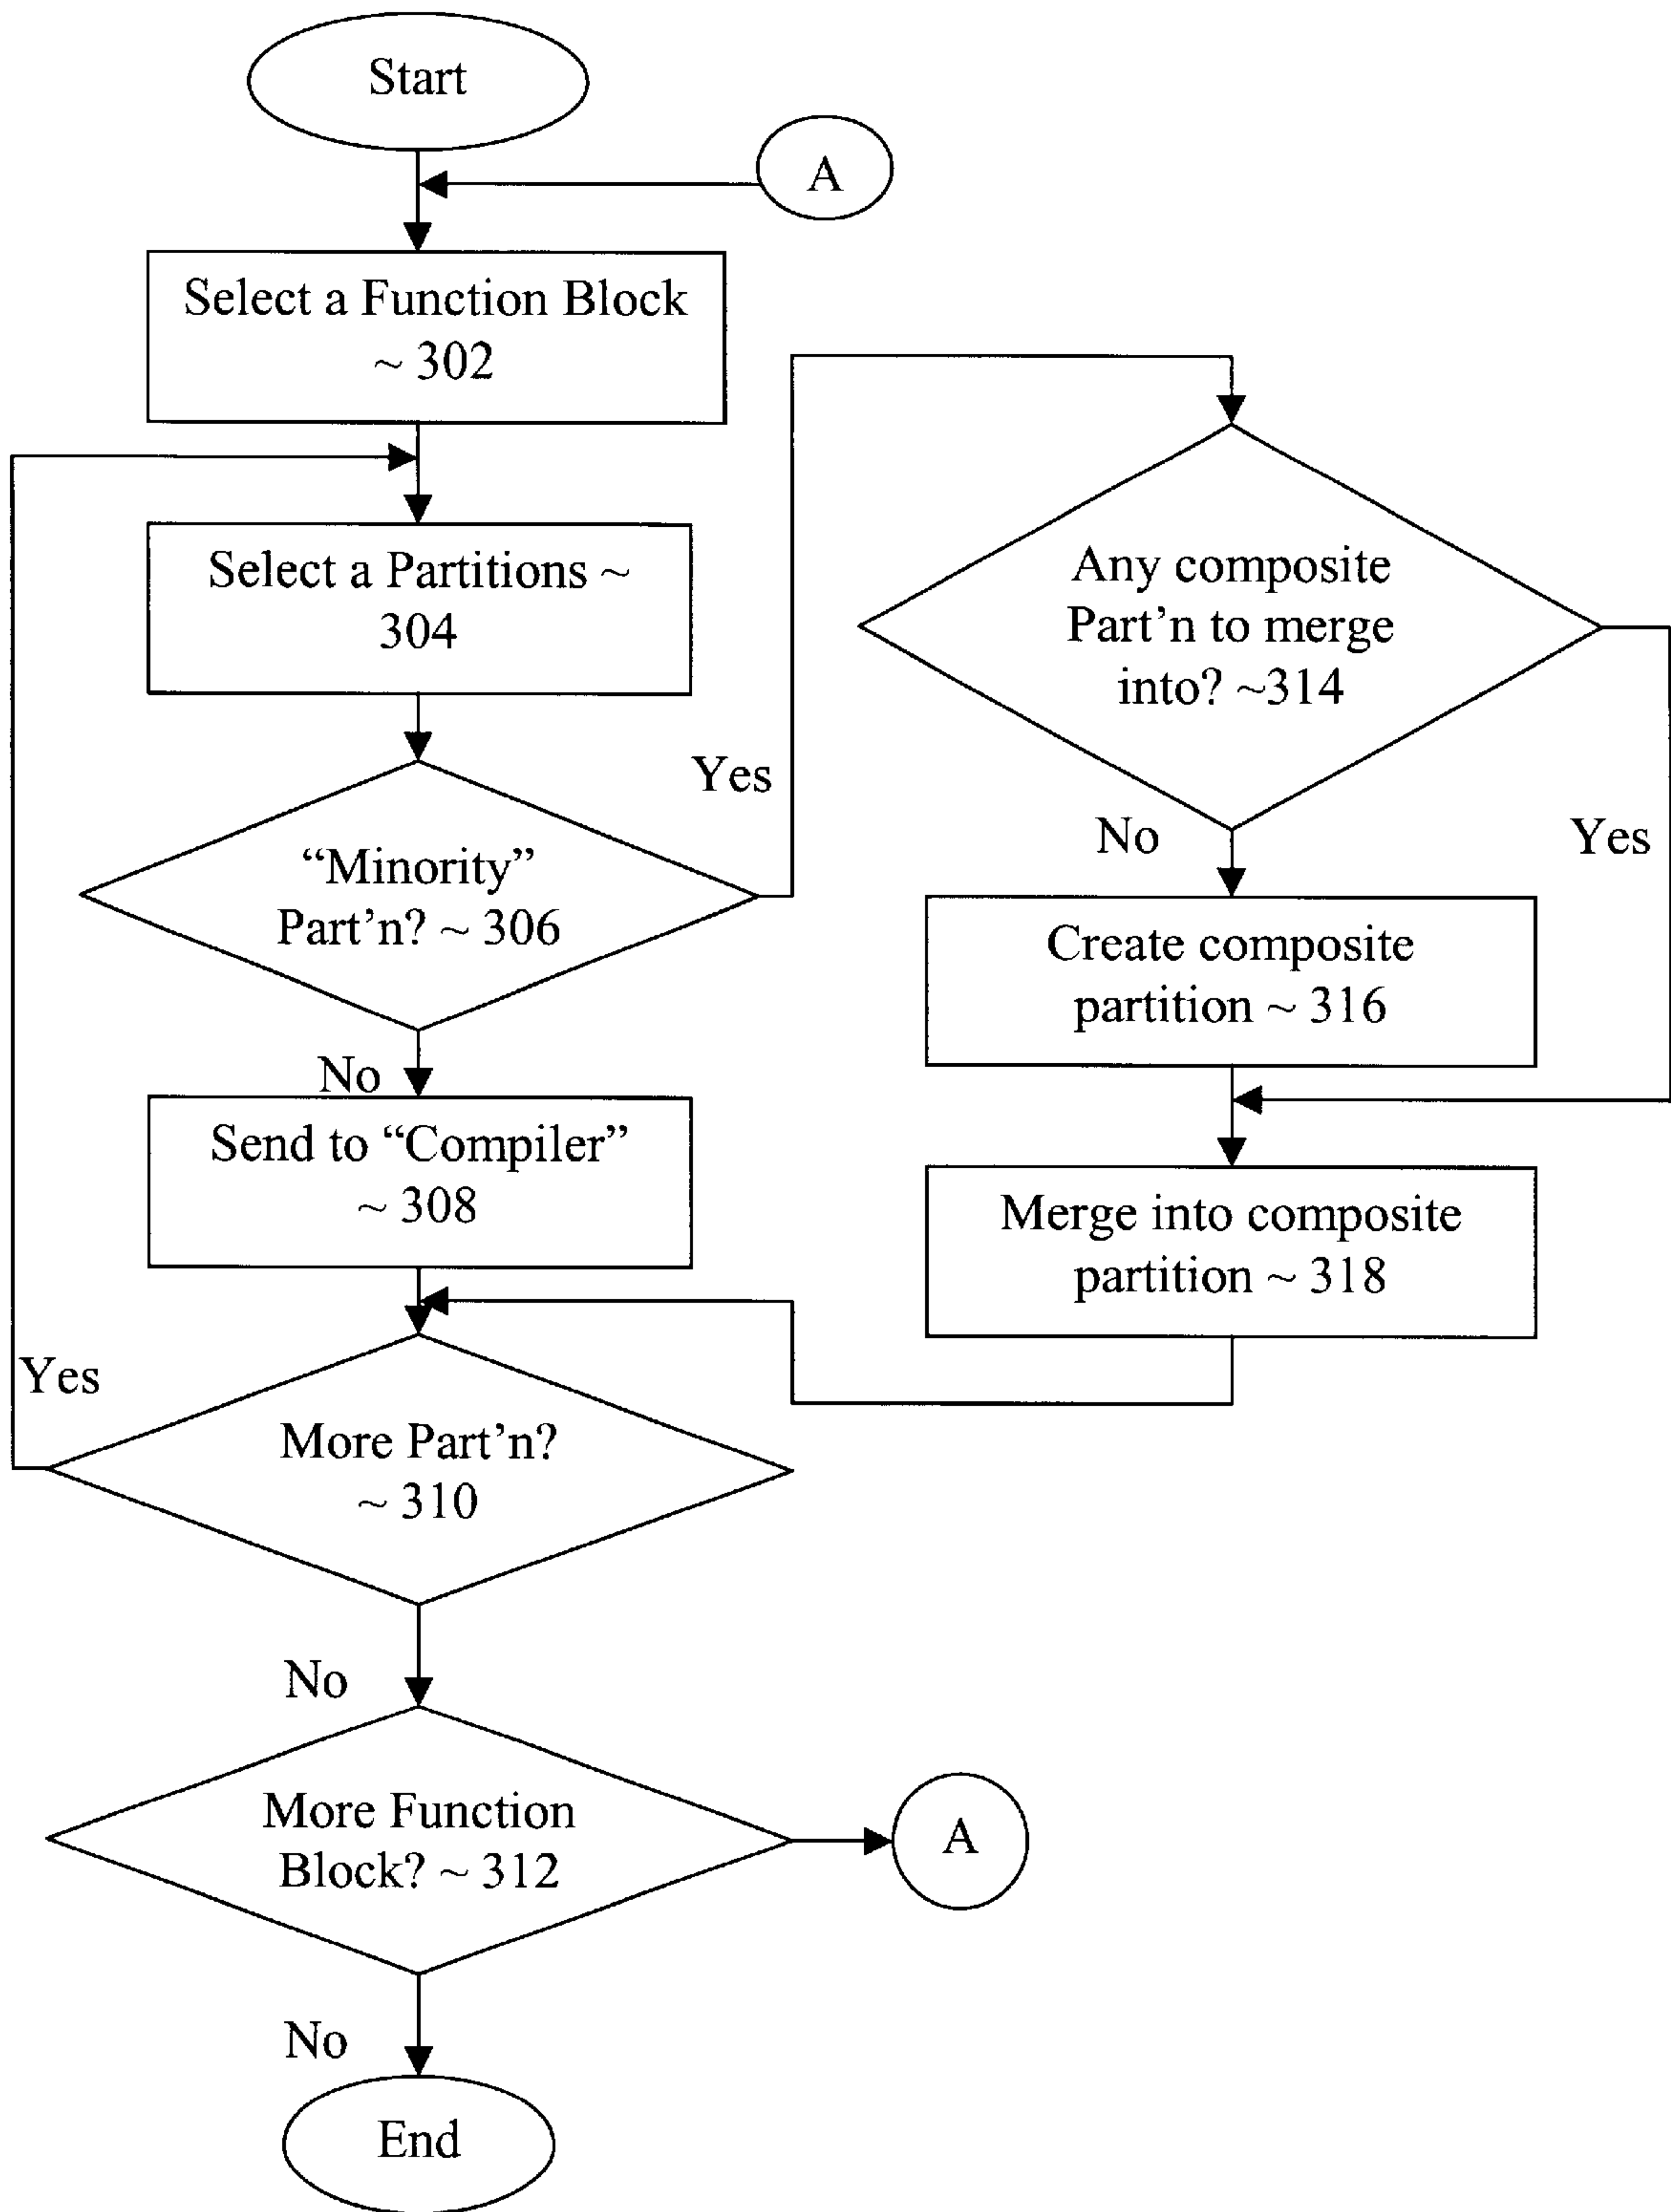 Start
A
Select a Function Block
~ 302
Select a Partitions ~
304
Yes
“Minority”
Part’n? ~ 306
No
Send to “Compiler”
~ 308
Any composite
Part’n to merge
into? ~314
No
Yes
Create composite
partition ~ 316
Merge into composite
partition ~ 318
Yes
More Part’n?
~ 310
No
More Function
Block? ~ 312
A
No
End